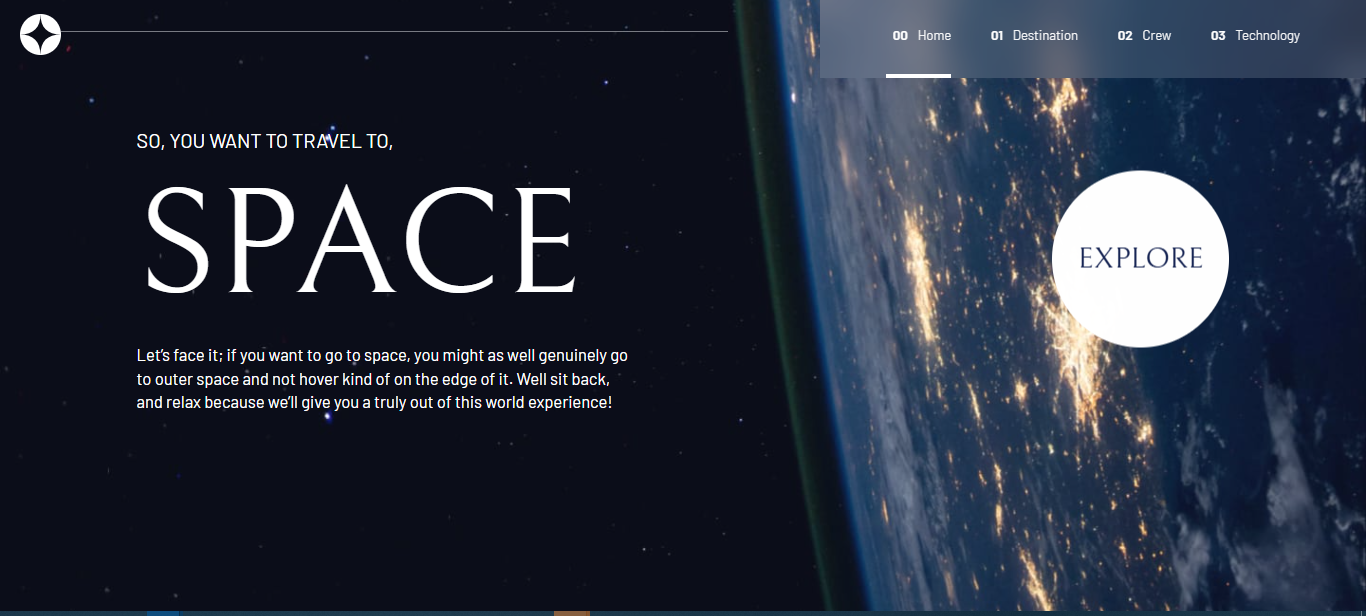 00 Home 01 Destination 02 Crew 03 Technology
SO, YOU WANT TO TRAVEL TO,
SPACE
EXPLORE
Let’s face it; if you want to go to space, you might as well genuinely go
to outer space and not hover kind of on the edge of it. Well sit back,
and relax because we’ll give you a truly out of this world experience!